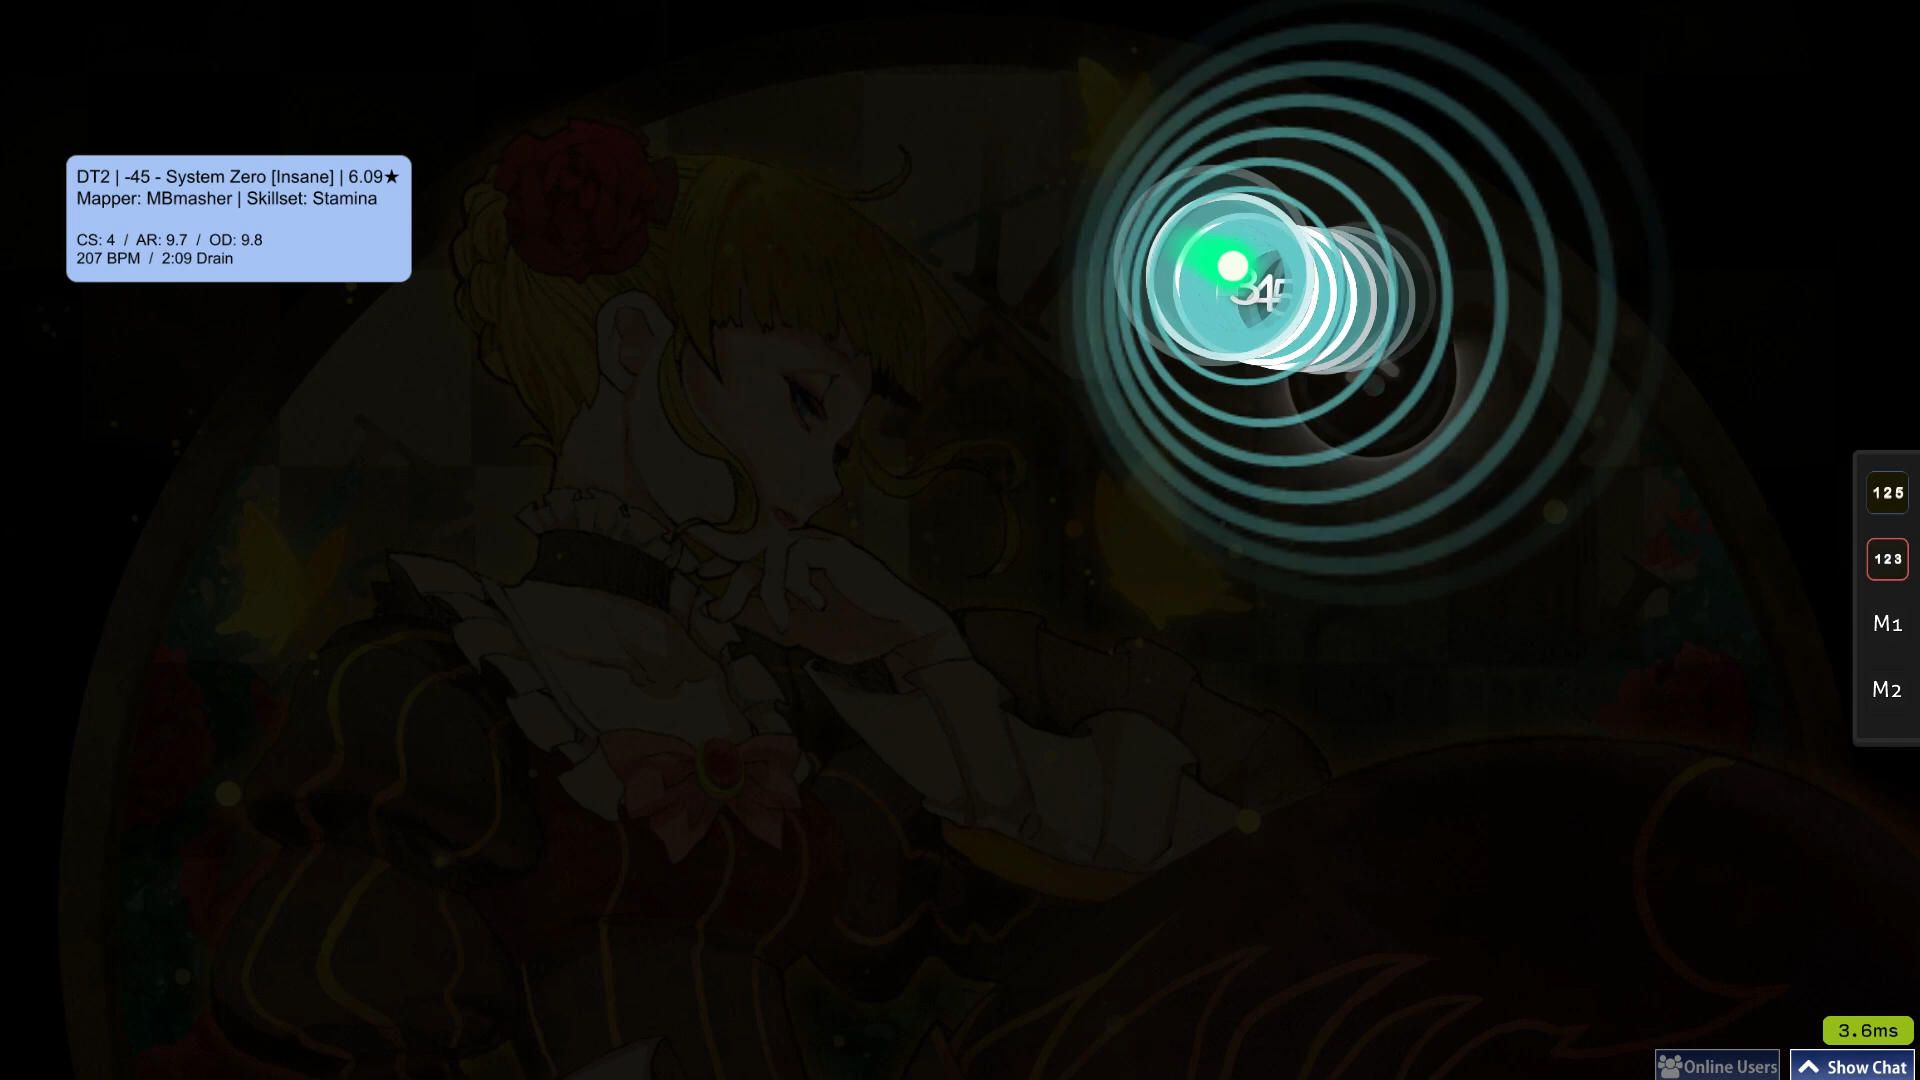 DT2 | -45 - System Zero [Insane] | 6.09★
Mapper: MBmasher | Skillset: Stamina
CS: 4 / AR: 9.7 / OD: 9.8
207 BPM / 2:09 Drain
345
125
123
M1
M2
3.6ms
Online Users
Show Chat